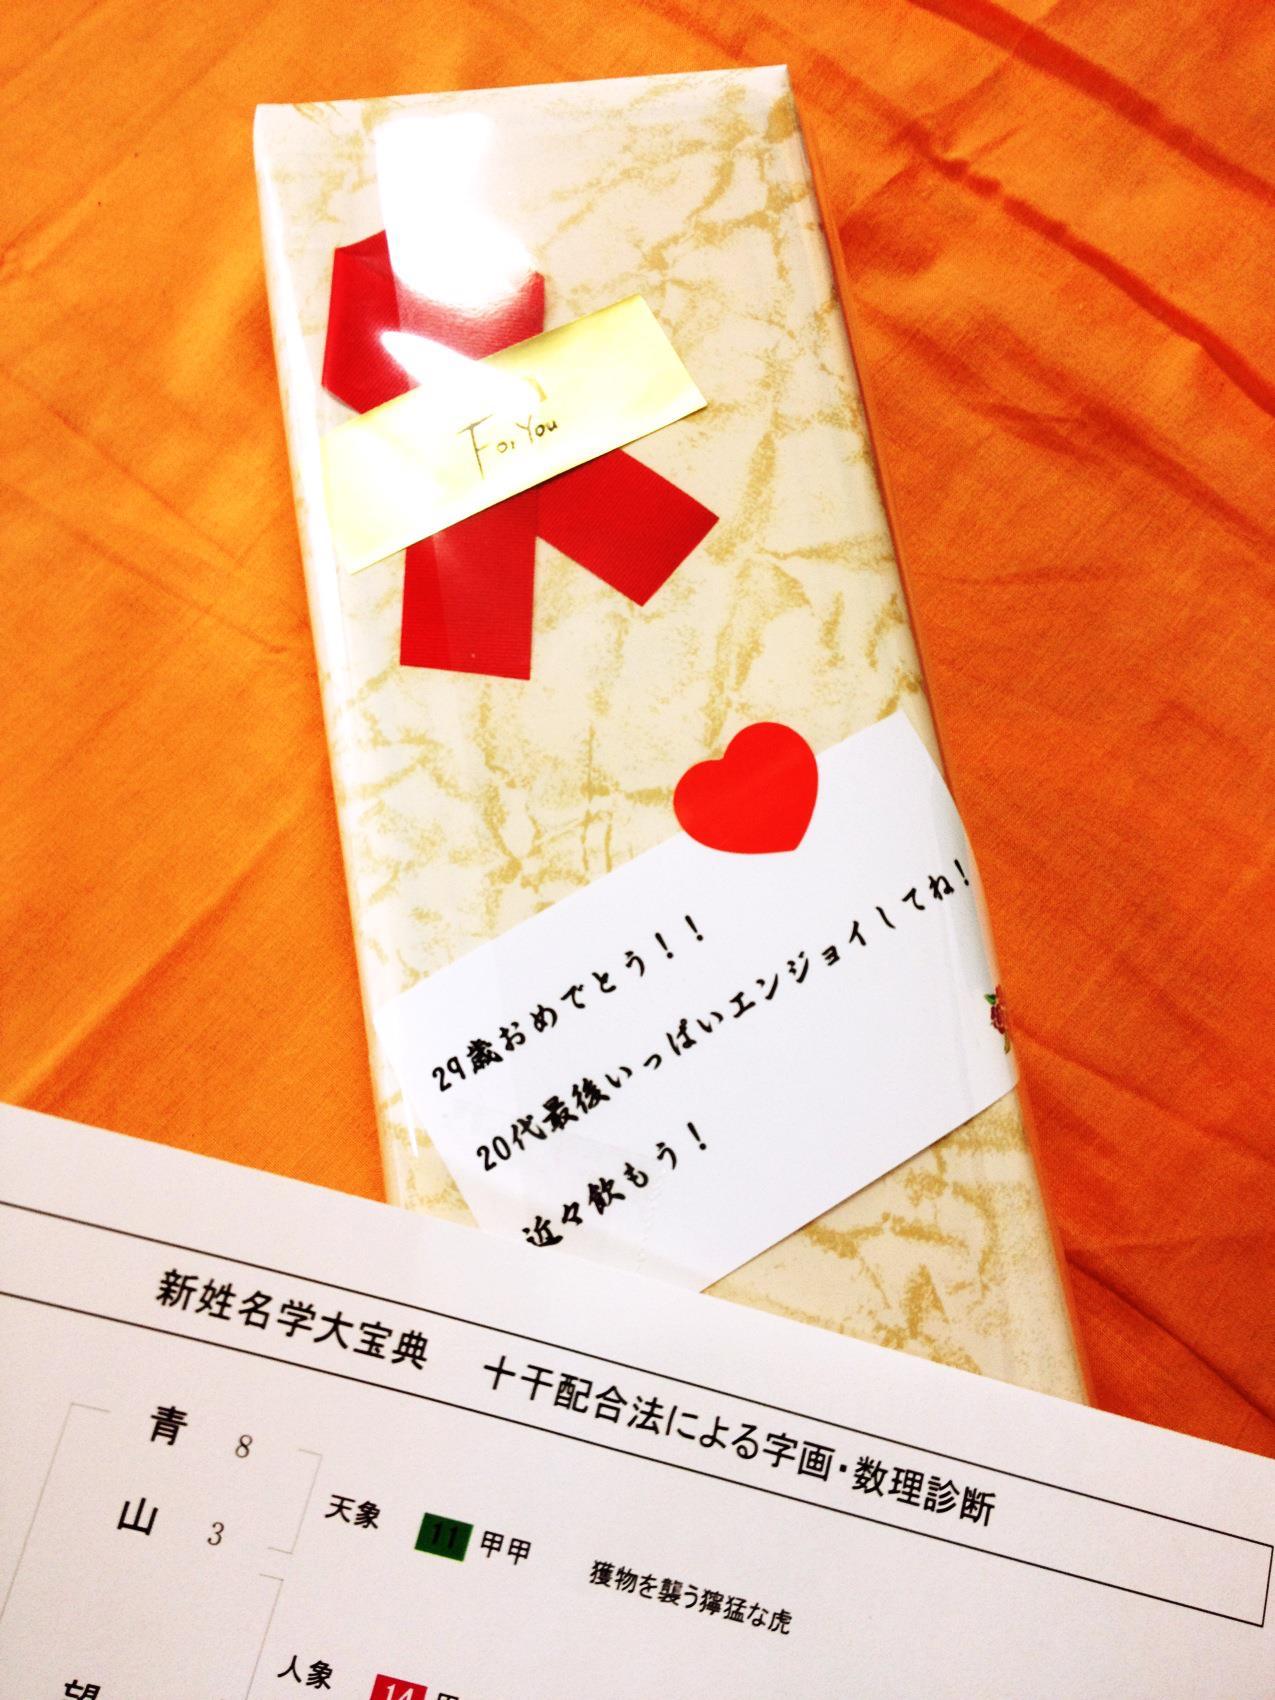 For You
29歳おめでとう！！
20代最後いっぱいエンジョイしてね！
近々飲もう！
新姓名学大宝典　十干配合法による字画・数理診断
青 8
山 3
天象 11 甲甲 獲物を襲う獰猛な虎
人象 14
望